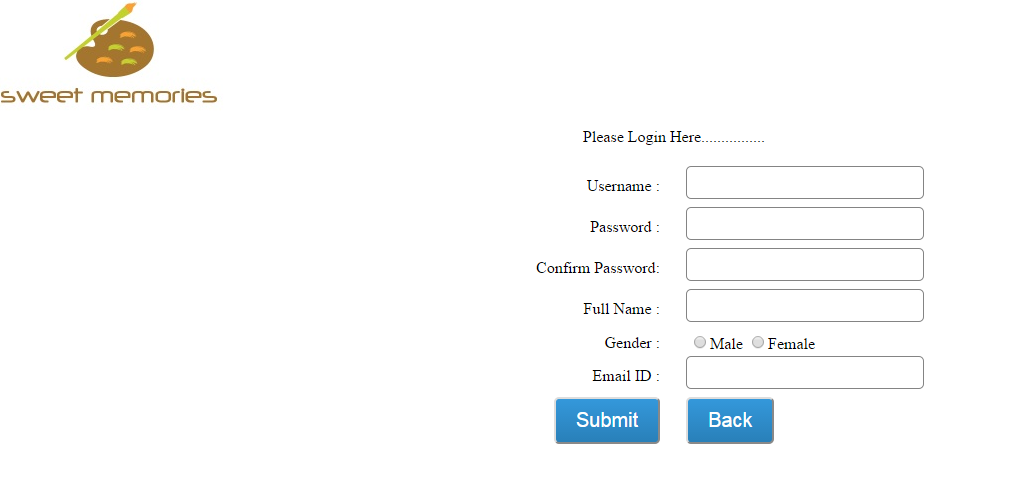 sweet memories
Please Login Here................
Username :
Password :
Confirm Password:
Full Name :
Gender : Male Female
Email ID :
Submit Back